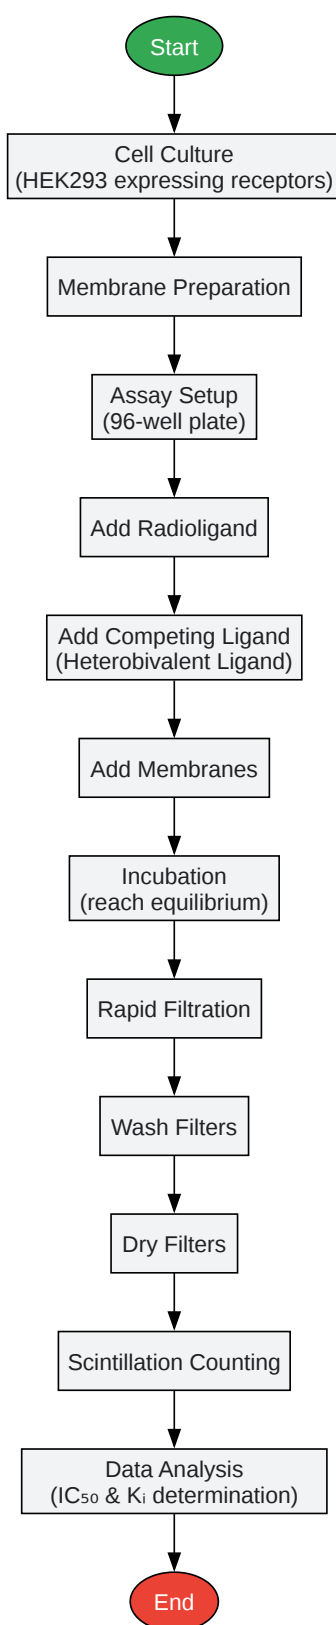 Start
Cell Culture
(HEK293 expressing receptors)
Membrane Preparation
Assay Setup
(96-well plate)
Add Radioligand
Add Competing Ligand
(Heterobivalent Ligand)
Add Membranes
Incubation
(reach equilibrium)
Rapid Filtration
Wash Filters
Dry Filters
Scintillation Counting
Data Analysis
(IC₅₀ & Kᵢ determination)
End